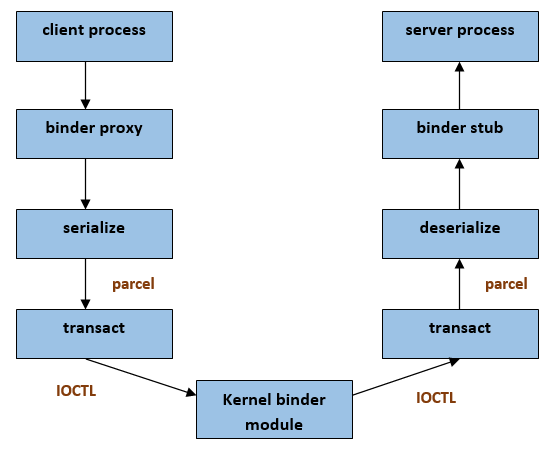 client process
server process
binder proxy
binder stub
serialize
deserialize
parcel
parcel
transact
transact
IOCTL
IOCTL
Kernel binder
module